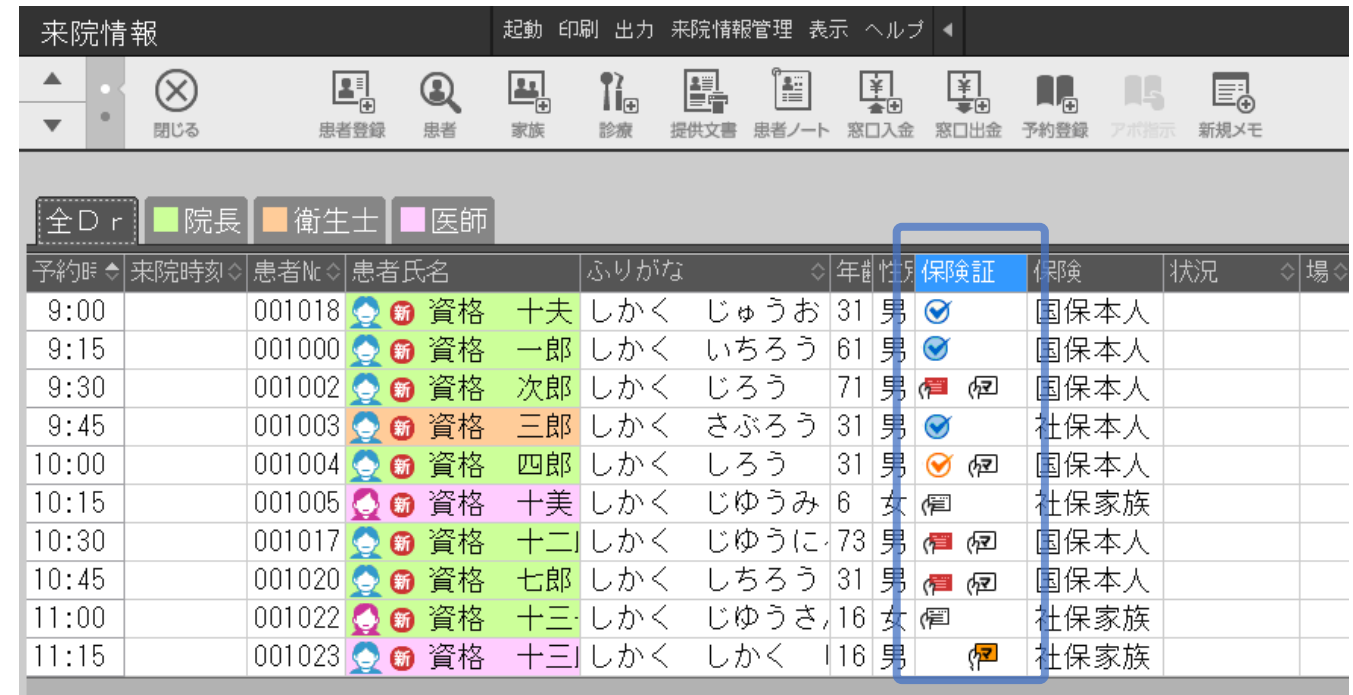 来院情報 起動 印刷 出力 来院情報管理 表示 ヘルプ
閉じる 患者登録 患者 家族 診療 提供文書 患者ノート 窓口入金 窓口出金 予約登録 アポ指示 新規メモ
全Dr 院長 衛生士 医師
予約時 来院時刻 患者№ 患者氏名 ふりがな 年齢 性別 保険証 保険 状況 場
9:00 001018 新 資格 十夫 しかく じゅうお 31 男 国保本人
9:15 001000 新 資格 一郎 しかく いちろう 61 男 国保本人
9:30 001002 新 資格 次郎 しかく じろう 71 男 マ 国保本人
9:45 001003 新 資格 三郎 しかく さぶろう 31 男 社保本人
10:00 001004 新 資格 四郎 しかく しろう 31 男 マ 国保本人
10:15 001005 新 資格 十美 しかく じゆうみ 6 女 社保家族
10:30 001017 新 資格 十二 しかく じゆうに 73 男 マ 国保本人
10:45 001020 新 資格 七郎 しかく しちろう 31 男 マ 国保本人
11:00 001022 新 資格 十三 しかく じゆうさ 16 女 社保家族
11:15 001023 新 資格 十三 しかく しかく 16 男 マ 社保家族